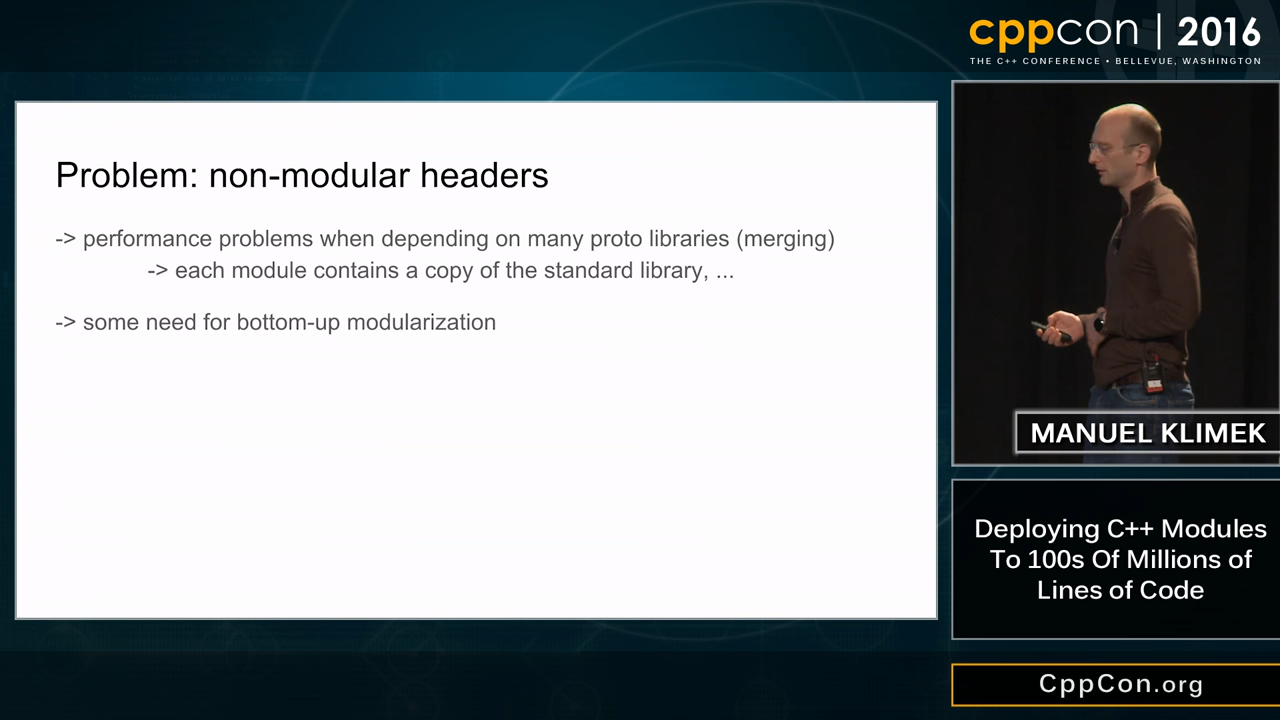 cppcon | 2016
THE C++ CONFERENCE • BELLEVUE, WASHINGTON
Problem: non-modular headers
-> performance problems when depending on many proto libraries (merging)
-> each module contains a copy of the standard library, ...
-> some need for bottom-up modularization
MANUEL KLIMEK
Deploying C++ Modules
To 100s Of Millions of
Lines of Code
CppCon.org